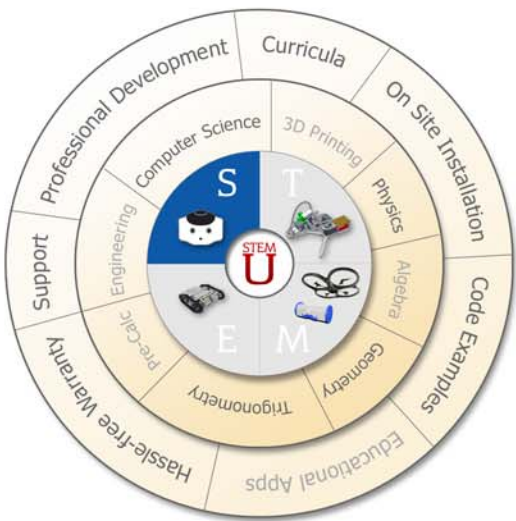 Professional Development
Curricula
On Site Installation
Code Examples
Educational Apps
Hassle-free Warranty
Support
Computer Science
3D Printing
Physics
Algebra
Geometry
Trigonometry
Pre-Calc
Engineering
S
T
E
M
STEM
U